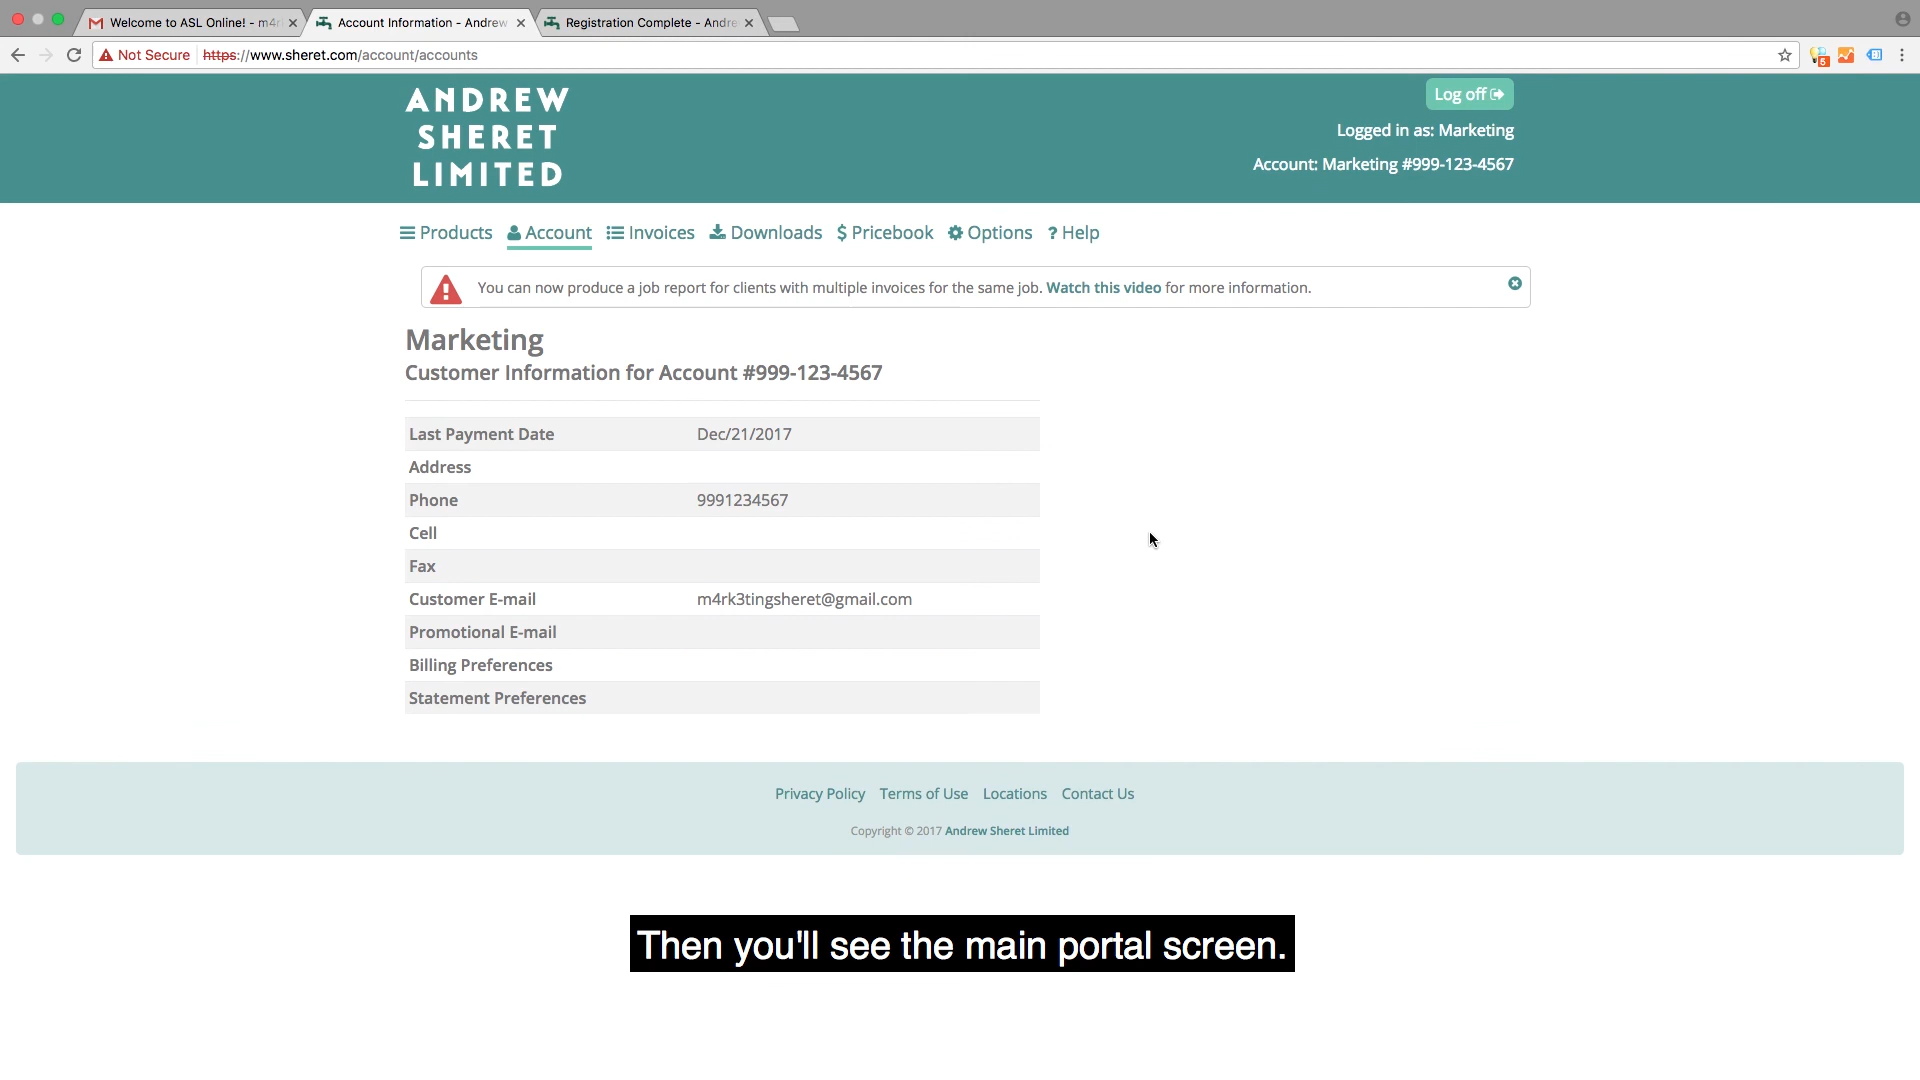 Welcome to ASL Online! - m4r
Account Information - Andrew
Registration Complete - Andre
Not Secure https://www.sheret.com/account/accounts
5
ANDREW
SHERET
LIMITED
Log off
Logged in as: Marketing
Account: Marketing #999-123-4567
Products Account Invoices Downloads $ Pricebook Options ? Help
You can now produce a job report for clients with multiple invoices for the same job. Watch this video for more information.
Marketing
Customer Information for Account #999-123-4567
Last Payment Date Dec/21/2017
Address
Phone 9991234567
Cell
Fax
Customer E-mail m4rk3tingsheret@gmail.com
Promotional E-mail
Billing Preferences
Statement Preferences
Privacy Policy Terms of Use Locations Contact Us
Copyright © 2017 Andrew Sheret Limited
Then you'll see the main portal screen.